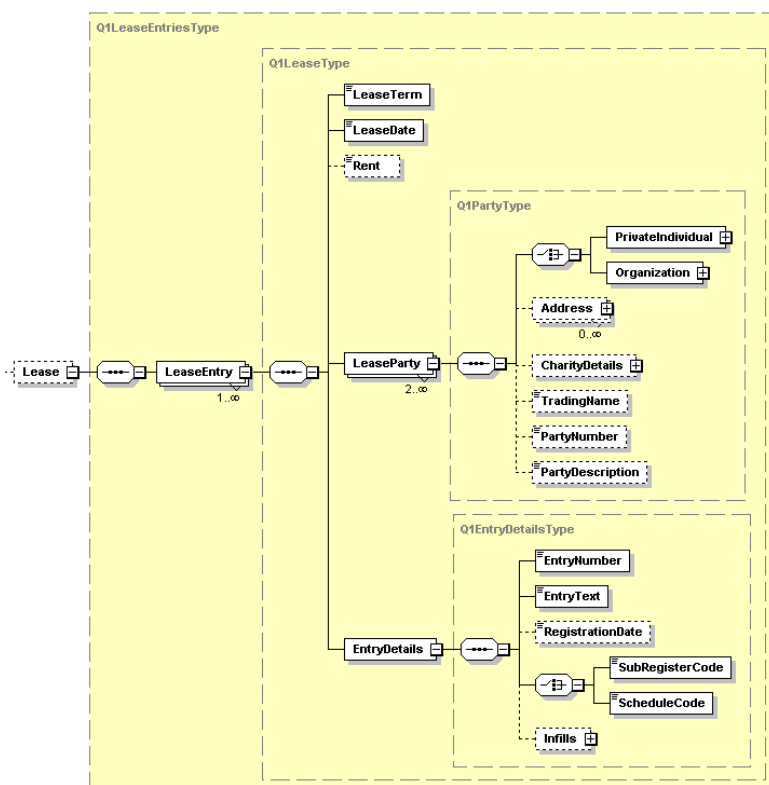 Q1LeaseEntriesType
Q1LeaseType
LeaseTerm
LeaseDate
Rent
Q1PartyType
PrivateIndividual
Organization
Address
0..∞
Lease
LeaseEntry
1..∞
LeaseParty
2..∞
CharityDetails
TradingName
PartyNumber
PartyDescription
Q1EntryDetailsType
EntryNumber
EntryText
RegistrationDate
EntryDetails
SubRegisterCode
ScheduleCode
Infills